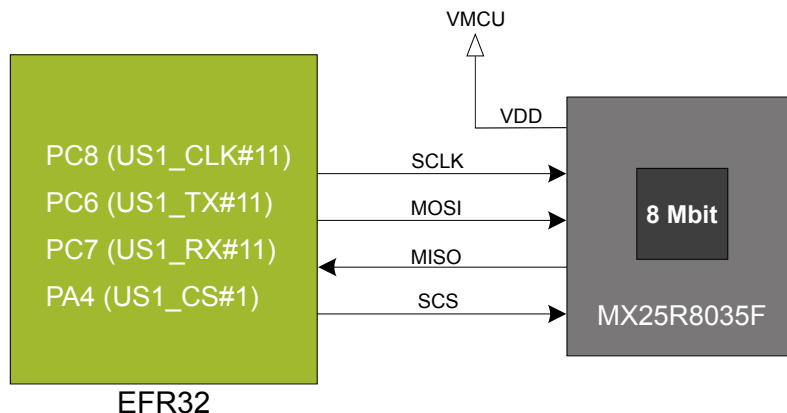 VMCU
VDD
PC8 (US1_CLK#11)
SCLK
PC6 (US1_TX#11)
MOSI
8 Mbit
PC7 (US1_RX#11)
MISO
PA4 (US1_CS#1)
SCS
MX25R8035F
EFR32